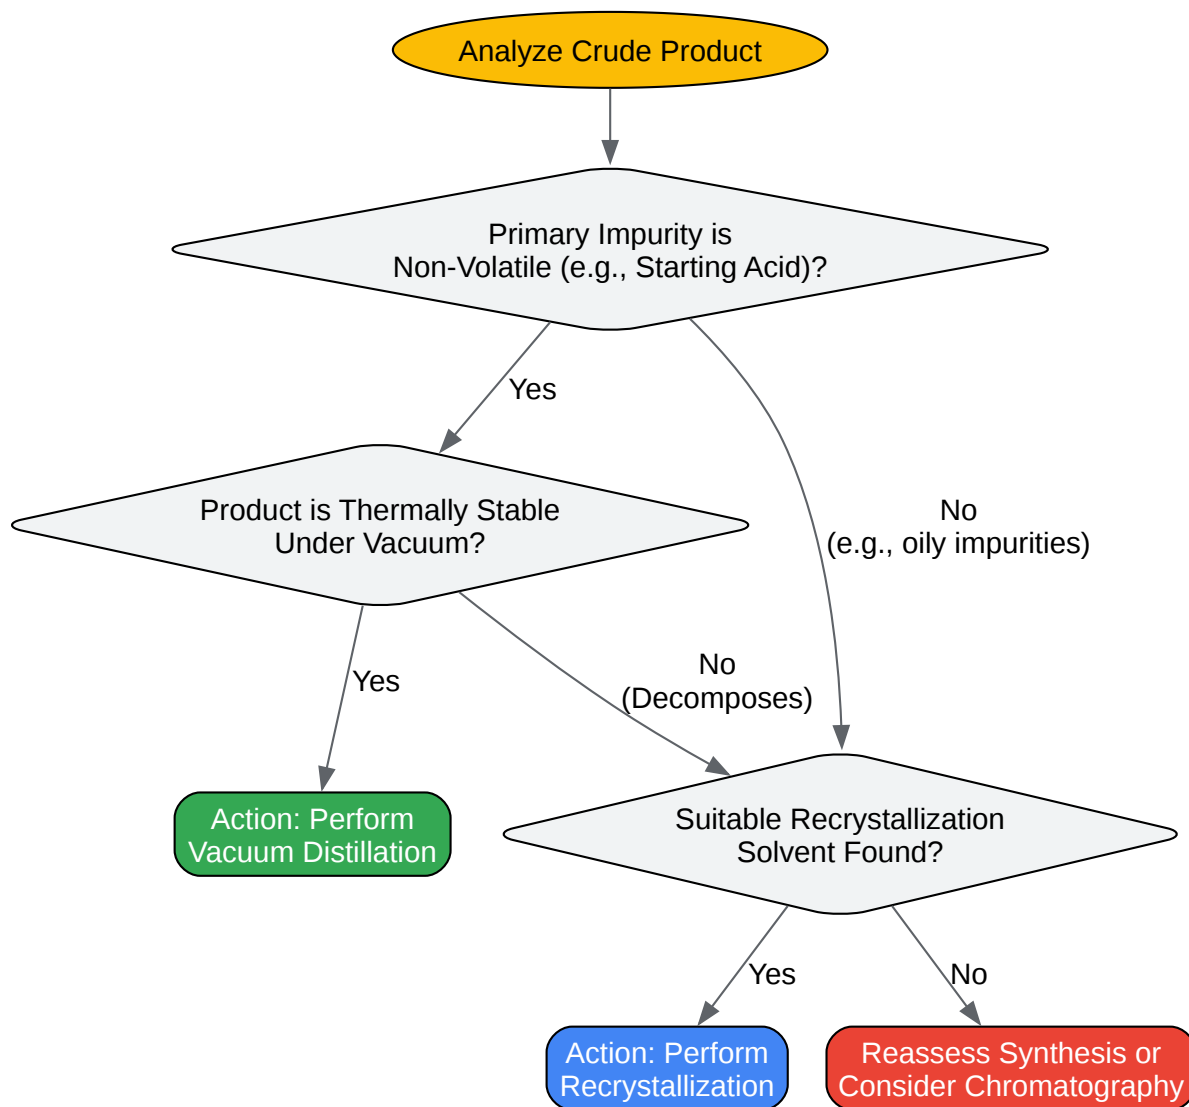 Analyze Crude Product
Primary Impurity is
Non-Volatile (e.g., Starting Acid)?
Yes
No
(e.g., oily impurities)
Product is Thermally Stable
Under Vacuum?
Yes
No
(Decomposes)
Action: Perform
Vacuum Distillation
Suitable Recrystallization
Solvent Found?
Yes
No
Action: Perform
Recrystallization
Reassess Synthesis or
Consider Chromatography